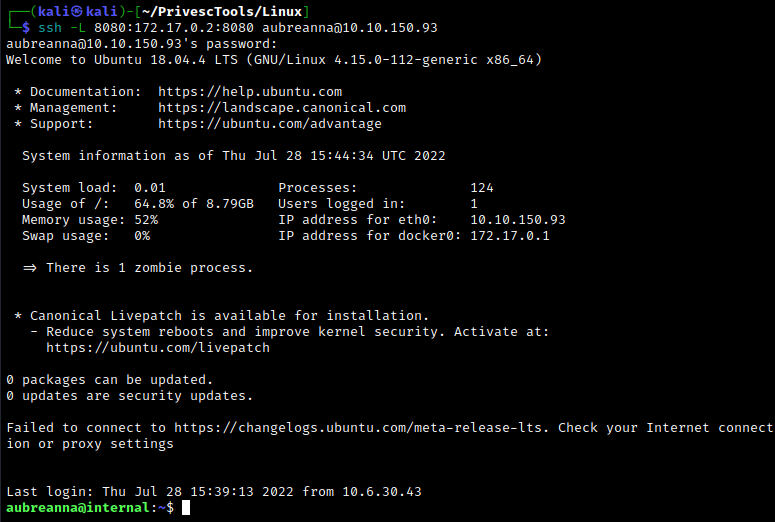 ┌──(kali㉿kali)-[~/PrivescTools/Linux]
└─$ ssh -L 8080:172.17.0.2:8080 aubreanna@10.10.150.93
aubreanna@10.10.150.93's password:
Welcome to Ubuntu 18.04.4 LTS (GNU/Linux 4.15.0-112-generic x86_64)

 * Documentation:  https://help.ubuntu.com
 * Management:     https://landscape.canonical.com
 * Support:        https://ubuntu.com/advantage

  System information as of Thu Jul 28 15:44:34 UTC 2022

  System load:  0.01              Processes:              124
  Usage of /:   64.8% of 8.79GB   Users logged in:        1
  Memory usage: 52%               IP address for eth0:    10.10.150.93
  Swap usage:   0%                IP address for docker0: 172.17.0.1

  => There is 1 zombie process.


 * Canonical Livepatch is available for installation.
   - Reduce system reboots and improve kernel security. Activate at:
     https://ubuntu.com/livepatch

0 packages can be updated.
0 updates are security updates.

Failed to connect to https://changelogs.ubuntu.com/meta-release-lts. Check your Internet connect
ion or proxy settings


Last login: Thu Jul 28 15:39:13 2022 from 10.6.30.43
aubreanna@internal:~$